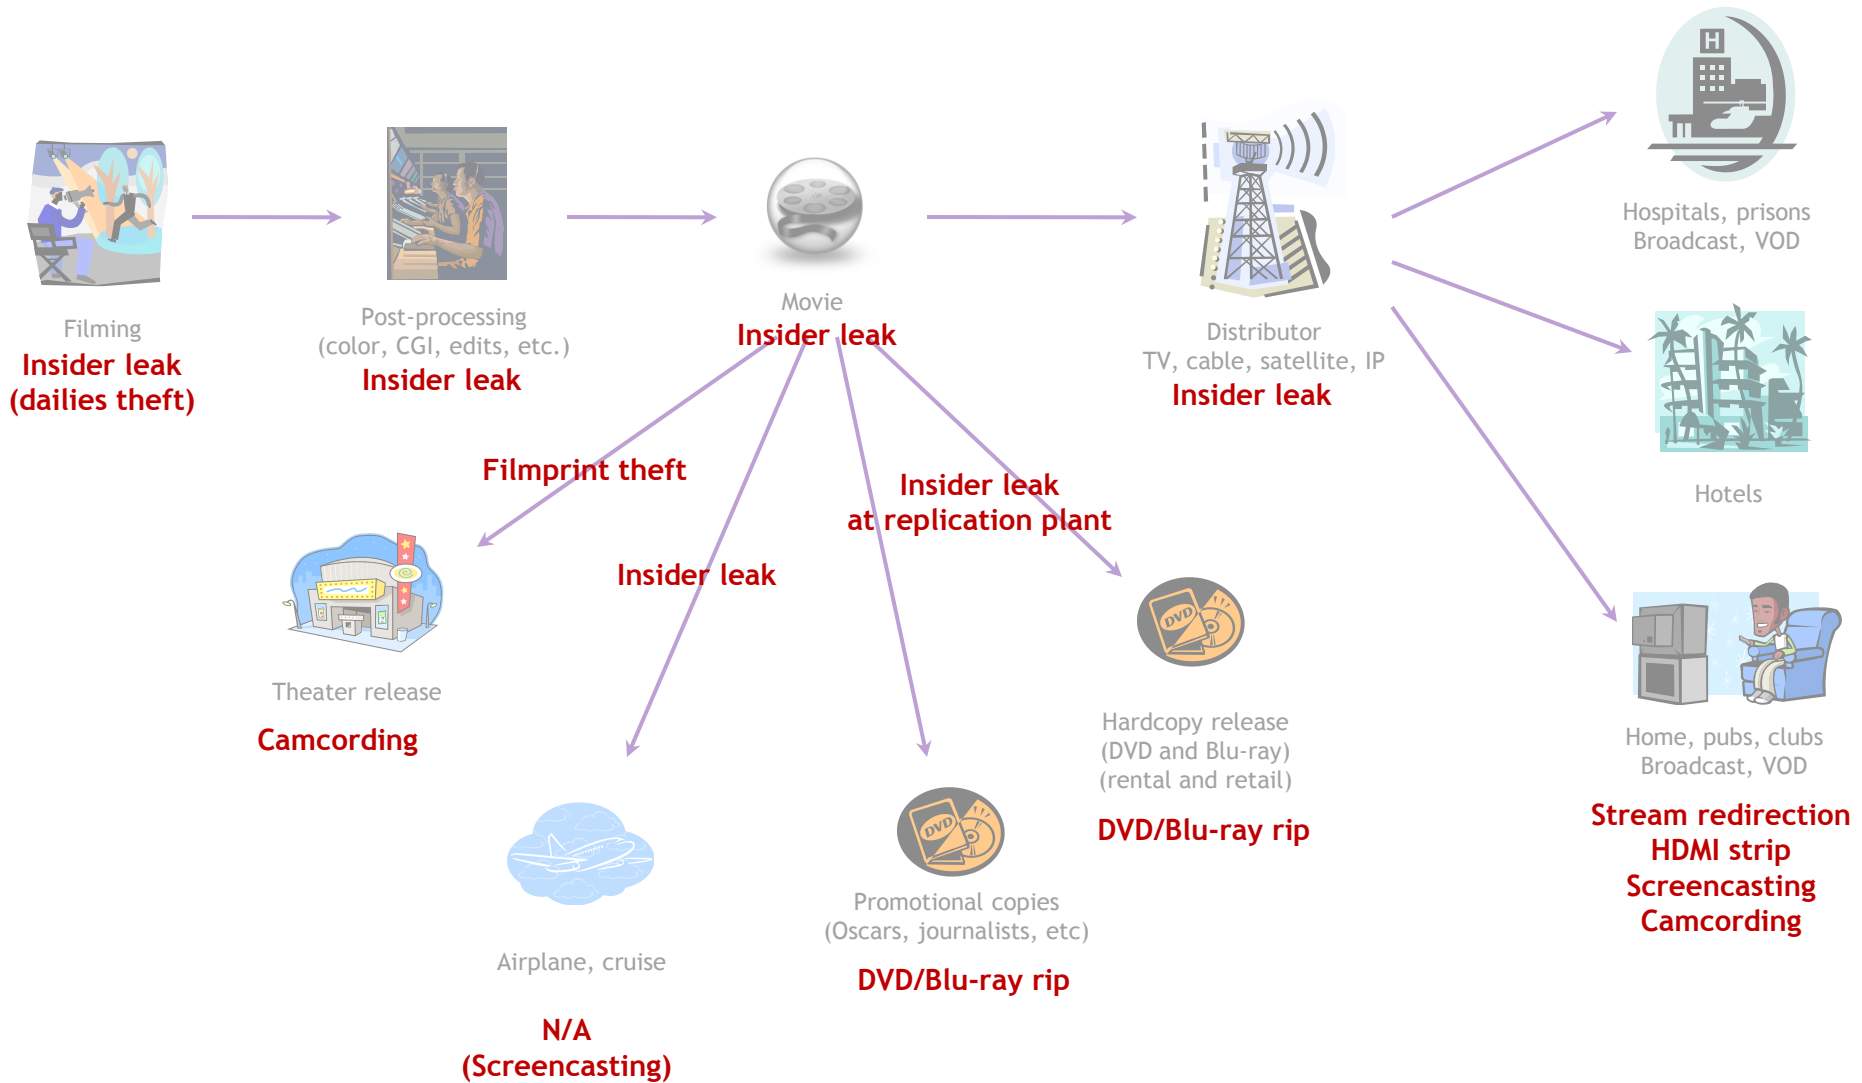 H
Hospitals, prisons
Broadcast, VOD
Filming
Insider leak
(dailies theft)
Post-processing
(color, CGI, edits, etc.)
Insider leak
Movie
Insider leak
Distributor
TV, cable, satellite, IP
Insider leak
Hotels
Filmprint theft
Insider leak
at replication plant
Insider leak
Theater release
Camcording
DVD
Hardcopy release
(DVD and Blu-ray)
(rental and retail)
DVD/Blu-ray rip
Home, pubs, clubs
Broadcast, VOD
Stream redirection
HDMI strip
Screencasting
Camcording
Airplane, cruise
N/A
(Screencasting)
DVD
Promotional copies
(Oscars, journalists, etc)
DVD/Blu-ray rip